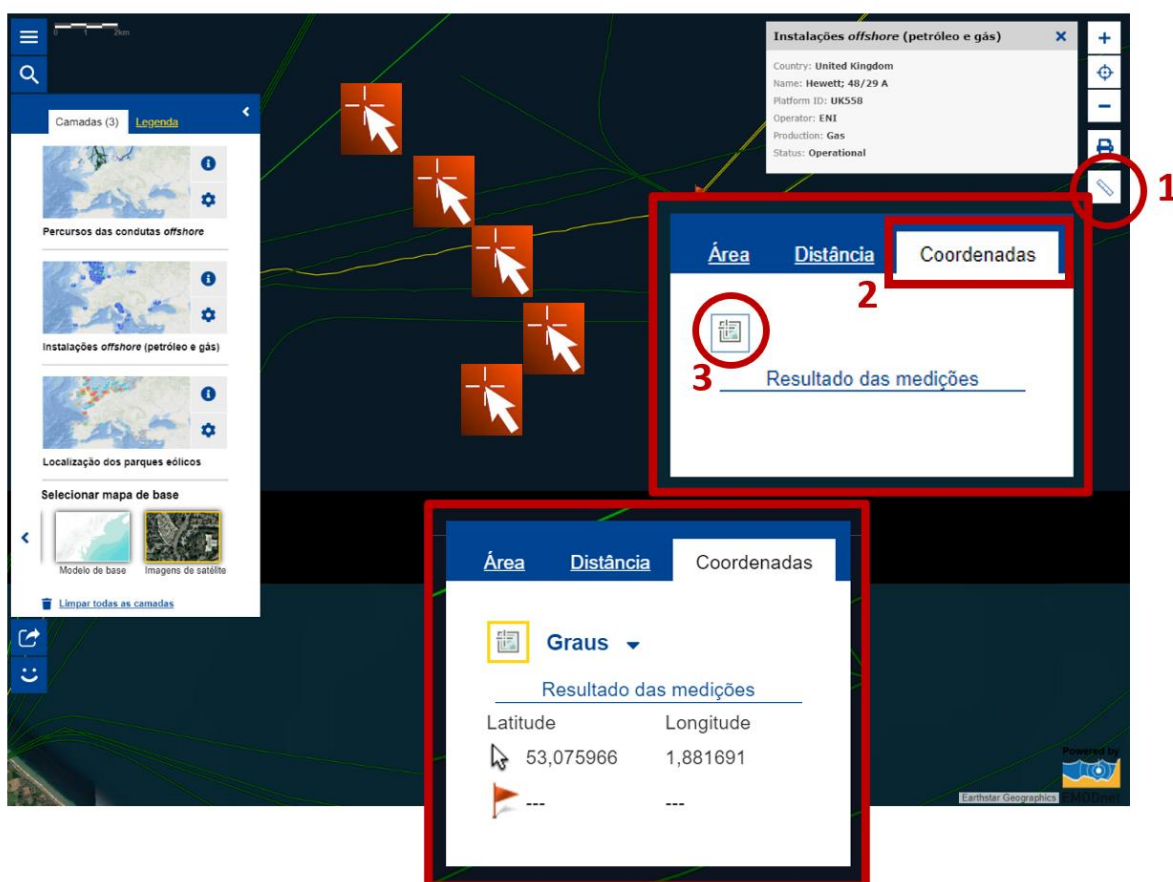 0 1 2km
Camadas (3) Legenda
Percursos das condutas offshore
Instalações offshore (petróleo e gás)
Localização dos parques eólicos
Selecionar mapa de base
Modelo de base Imagens de satélite
Limpar todas as camadas
Instalações offshore (petróleo e gás)
Country: United Kingdom
Name: Hewett; 48/29 A
Platform ID: UK558
Operator: ENI
Production: Gas
Status: Operational
1
Área Distância Coordenadas
2
3
Resultado das medições
Área Distância Coordenadas
Graus
Resultado das medições
Latitude Longitude
53,075966 1,881691
--- ---
Powered by
EMODnet
Earthstar Geographics